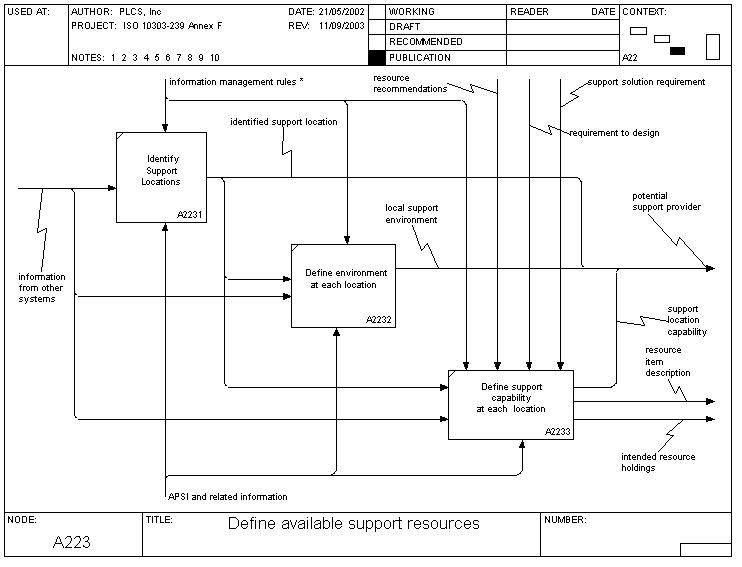 USED AT:
AUTHOR: PLCS, Inc
DATE: 21/05/2002
PROJECT: ISO 10303-239 Annex F
REV: 11/09/2003
NOTES: 1 2 3 4 5 6 7 8 9 10
WORKING
DRAFT
RECOMMENDED
PUBLICATION
READER
DATE
CONTEXT:
A22
information management rules *
resource
recommendations
support solution requirement
identified support location
requirement to design
Identify
Support
Locations
A2231
information
from other
systems
local support
environment
potential
support provider
Define environment
at each location
A2232
support
location
capability
resource
item
description
Define support
capability
at each location
A2233
intended resource
holdings
APSI and related information
NODE:
A223
TITLE:
Define available support resources
NUMBER: